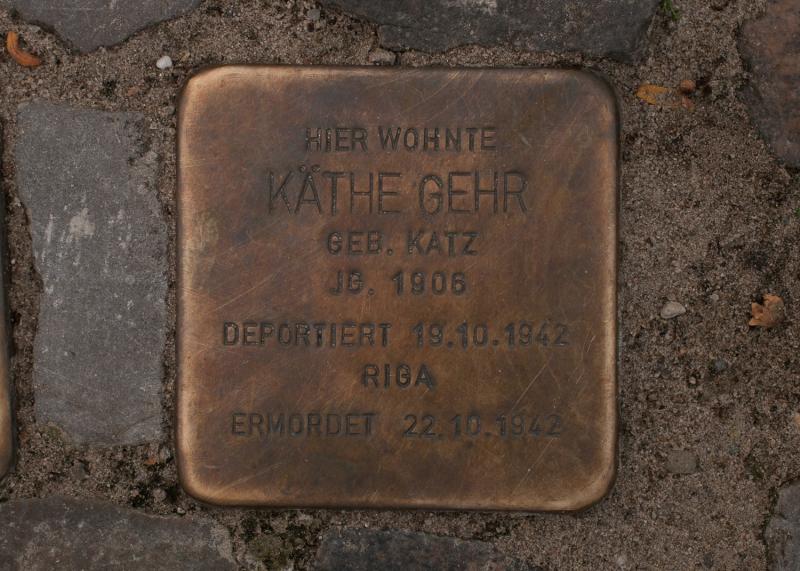 HIER WOHNTE
KÄTHE GEHR
GEB. KATZ
JG. 1906
DEPORTIERT 19.10.1942
RIGA
ERMORDET 22.10.1942